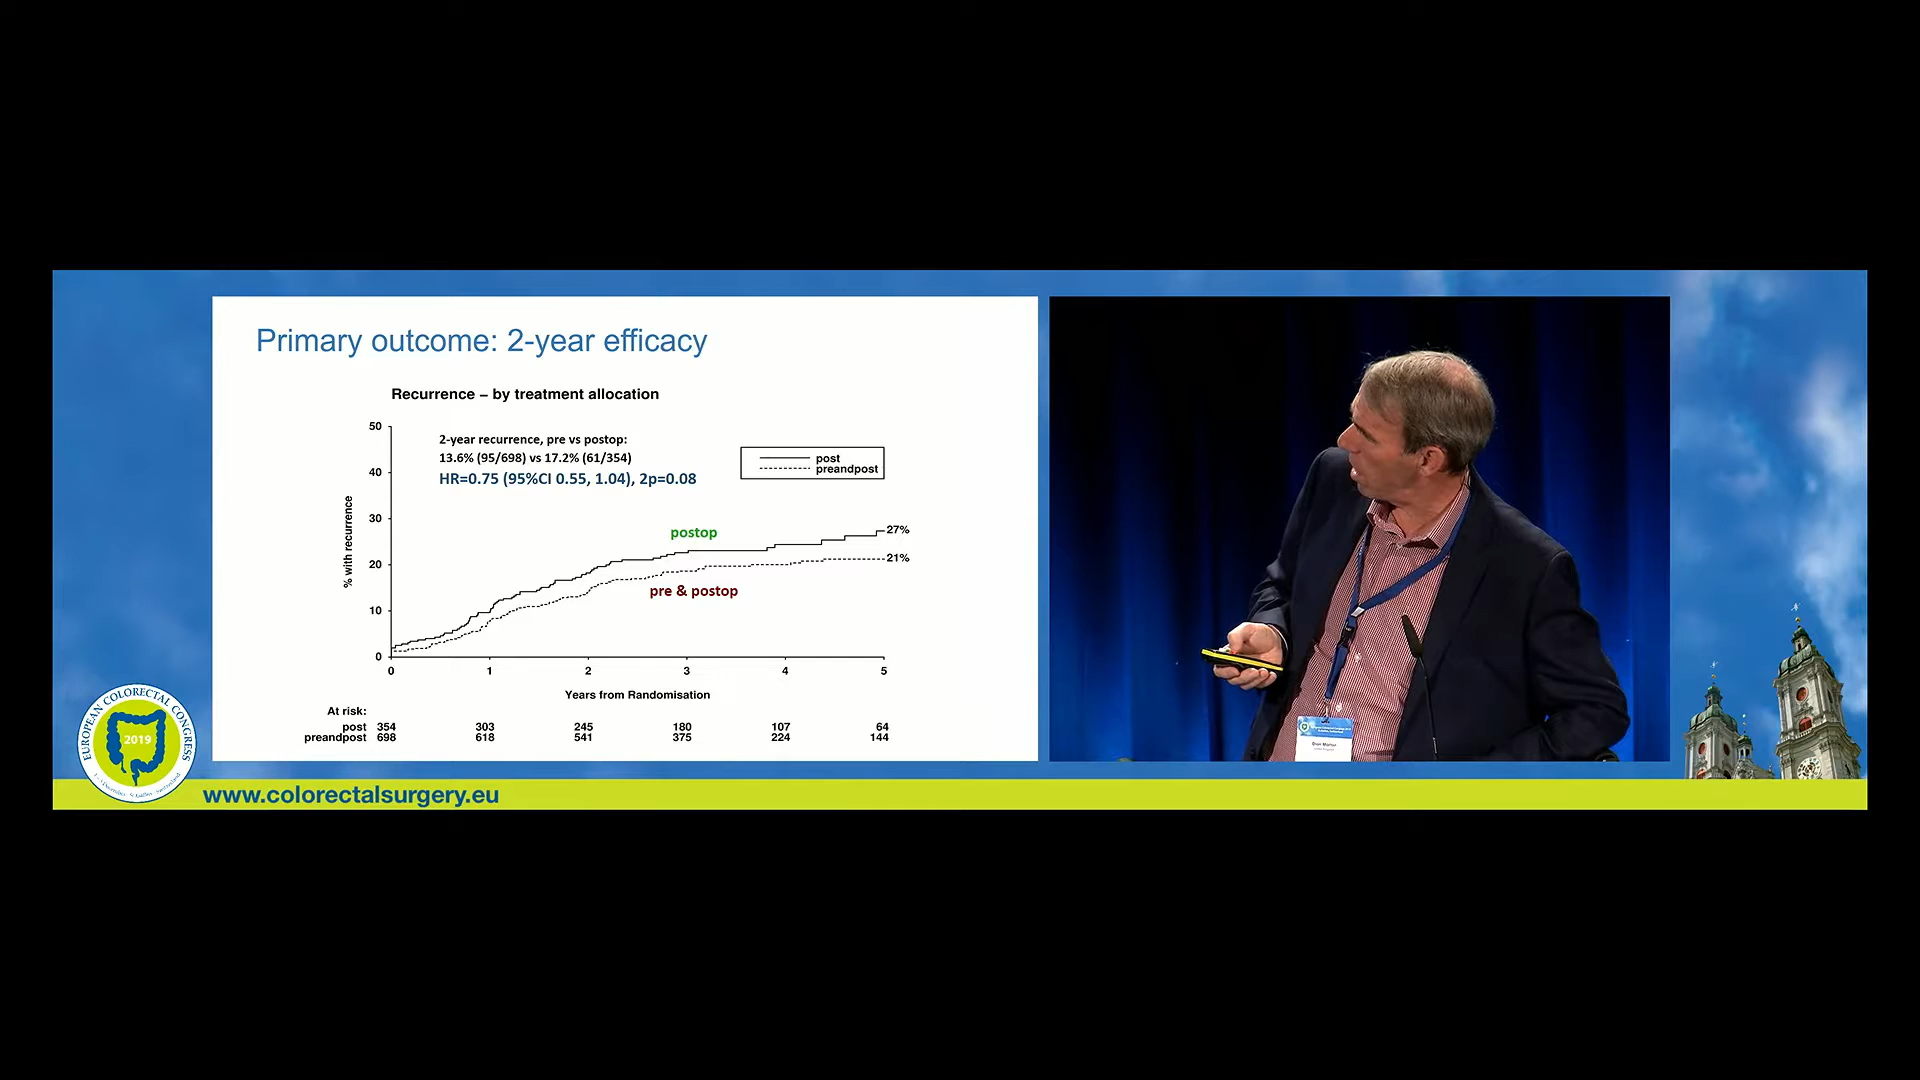 Primary outcome: 2-year efficacy
Recurrence – by treatment allocation
2-year recurrence, pre vs postop:
13.6% (95/698) vs 17.2% (61/354)
HR=0.75 (95%CI 0.55, 1.04), 2p=0.08
post
preandpost
% with recurrence
50
40
30
20
10
0
postop
pre & postop
27%
21%
0 1 2 3 4 5
Years from Randomisation
At risk:
post 354 303 245 180 107 64
preandpost 698 618 541 375 224 144
EUROPEAN COLORECTAL CONGRESS
2019
www.colorectalsurgery.eu